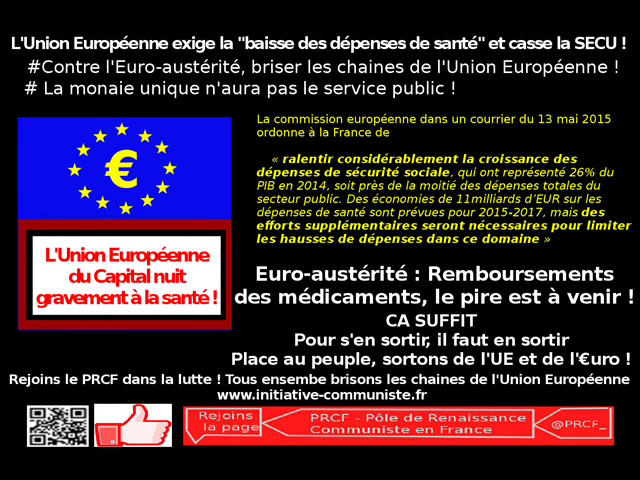 L'Union Européenne exige la "baisse des dépenses de santé" et casse la SECU !
#Contre l'Euro-austérité, briser les chaines de l'Union Européenne !
# La monaie unique n'aura pas le service public !
La commission européenne dans un courrier du 13 mai 2015
ordonne à la France de
« ralentir considérablement la croissance des
dépenses de sécurité sociale, qui ont représenté 26% du
PIB en 2014, soit près de la moitié des dépenses totales du
secteur public. Des économies de 11milliards d'EUR sur les
dépenses de santé sont prévues pour 2015-2017, mais des
efforts supplémentaires seront nécessaires pour limiter
les hausses de dépenses dans ce domaine »
€
L'Union Européenne
du Capital nuit
gravement à la santé !
Euro-austérité : Remboursements
des médicaments, le pire est à venir !
CA SUFFIT
Pour s'en sortir, il faut en sortir
Place au peuple, sortons de l'UE et de l'€uro !
Rejoins le PRCF dans la lutte ! Tous ensembe brisons les chaines de l'Union Européenne
www.initiative-communiste.fr
Rejoins
la page
PRCF - Pôle de Renaissance
Communiste en France
@PRCF_